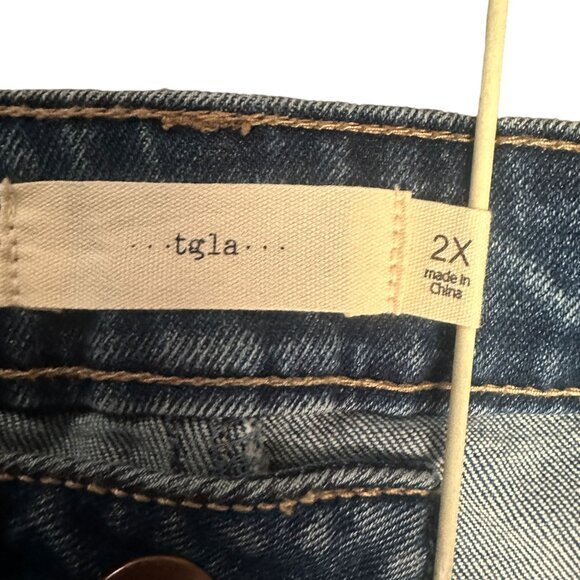 ...tgla...
2X
made in
China